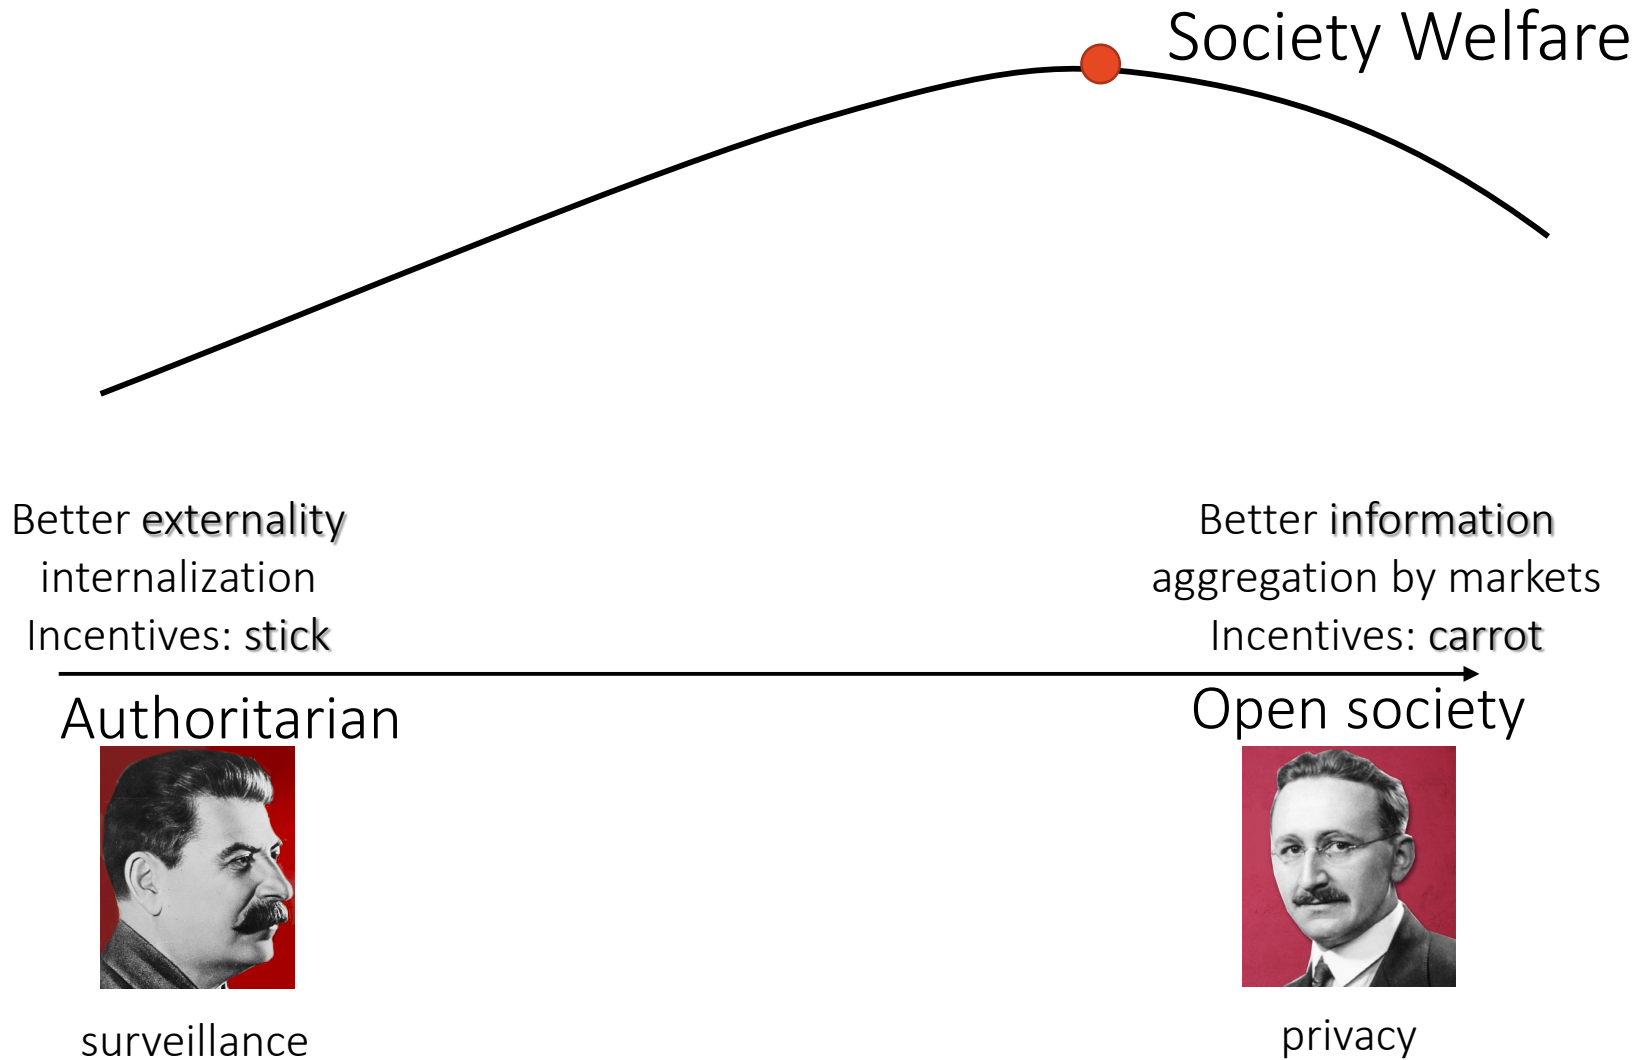 Society Welfare
Better externality
internalization
Incentives: stick
Better information
aggregation by markets
Incentives: carrot
Authoritarian
Open society
surveillance
privacy